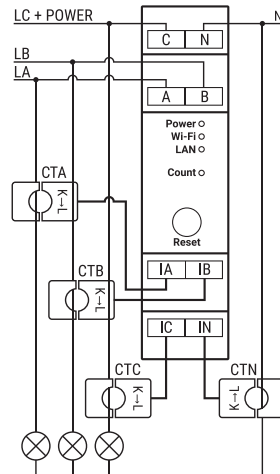 LC + POWER
N
C N
LB
LA
A B
Power
Wi-Fi
LAN
Count
CTA
K→L
Reset
IA IB
CTB
K→L
IC IN
CTC
K→L
CTN
K→L